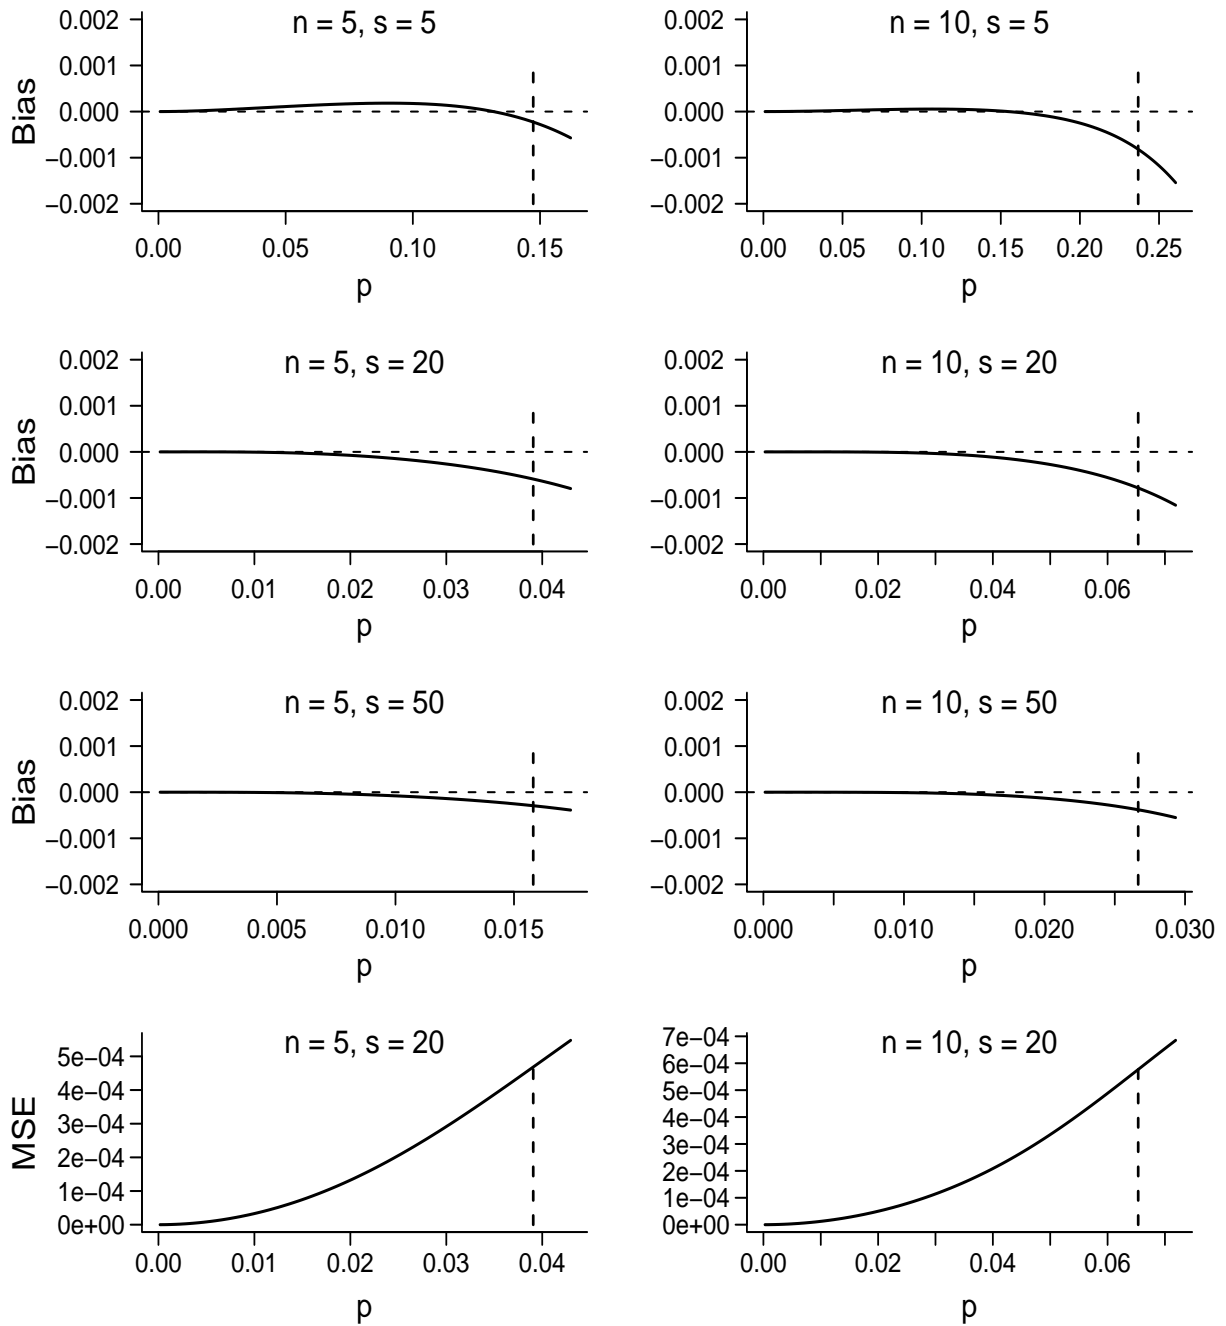 n = 5, s = 5
Bias
0.002
0.001
0.000
−0.001
−0.002
0.00 0.05 0.10 0.15
p
n = 10, s = 5
0.002
0.001
0.000
−0.001
−0.002
0.00 0.05 0.10 0.15 0.20 0.25
p
n = 5, s = 20
Bias
0.002
0.001
0.000
−0.001
−0.002
0.00 0.01 0.02 0.03 0.04
p
n = 10, s = 20
0.002
0.001
0.000
−0.001
−0.002
0.00 0.02 0.04 0.06
p
n = 5, s = 50
Bias
0.002
0.001
0.000
−0.001
−0.002
0.000 0.005 0.010 0.015
p
n = 10, s = 50
0.002
0.001
0.000
−0.001
−0.002
0.000 0.010 0.020 0.030
p
n = 5, s = 20
MSE
5e−04
4e−04
3e−04
2e−04
1e−04
0e+00
0.00 0.01 0.02 0.03 0.04
p
n = 10, s = 20
7e−04
6e−04
5e−04
4e−04
3e−04
2e−04
1e−04
0e+00
0.00 0.02 0.04 0.06
p